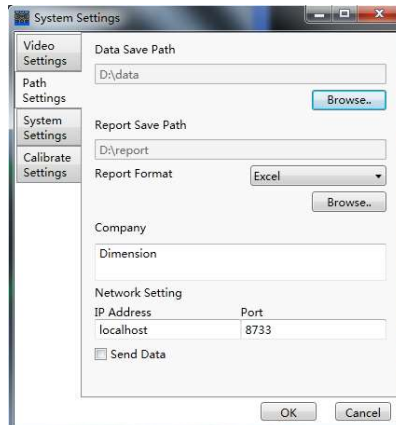 System Settings
Video Settings
Path Settings
System Settings
Calibrate Settings
Data Save Path
D:\data
Browse..
Report Save Path
D:\report
Report Format
Excel
Browse..
Company
Dimension
Network Setting
IP Address Port
localhost 8733
Send Data
OK Cancel